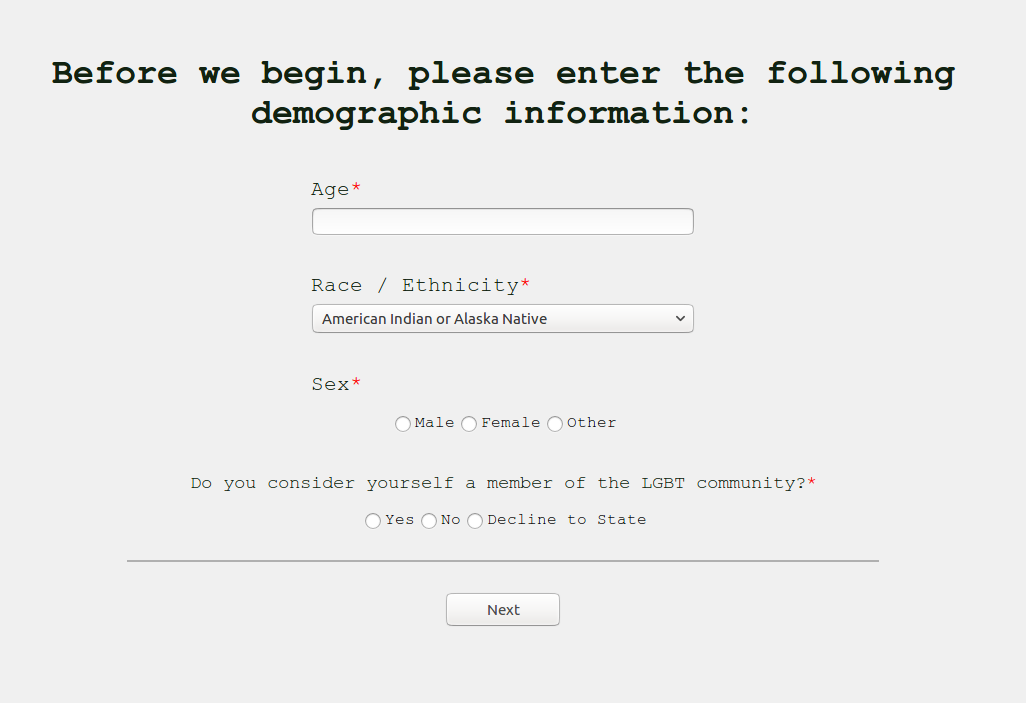 Before we begin, please enter the following
demographic information:
Age*
Race / Ethnicity*
American Indian or Alaska Native
Sex*
Male Female Other
Do you consider yourself a member of the LGBT community?*
Yes No Decline to State
Next